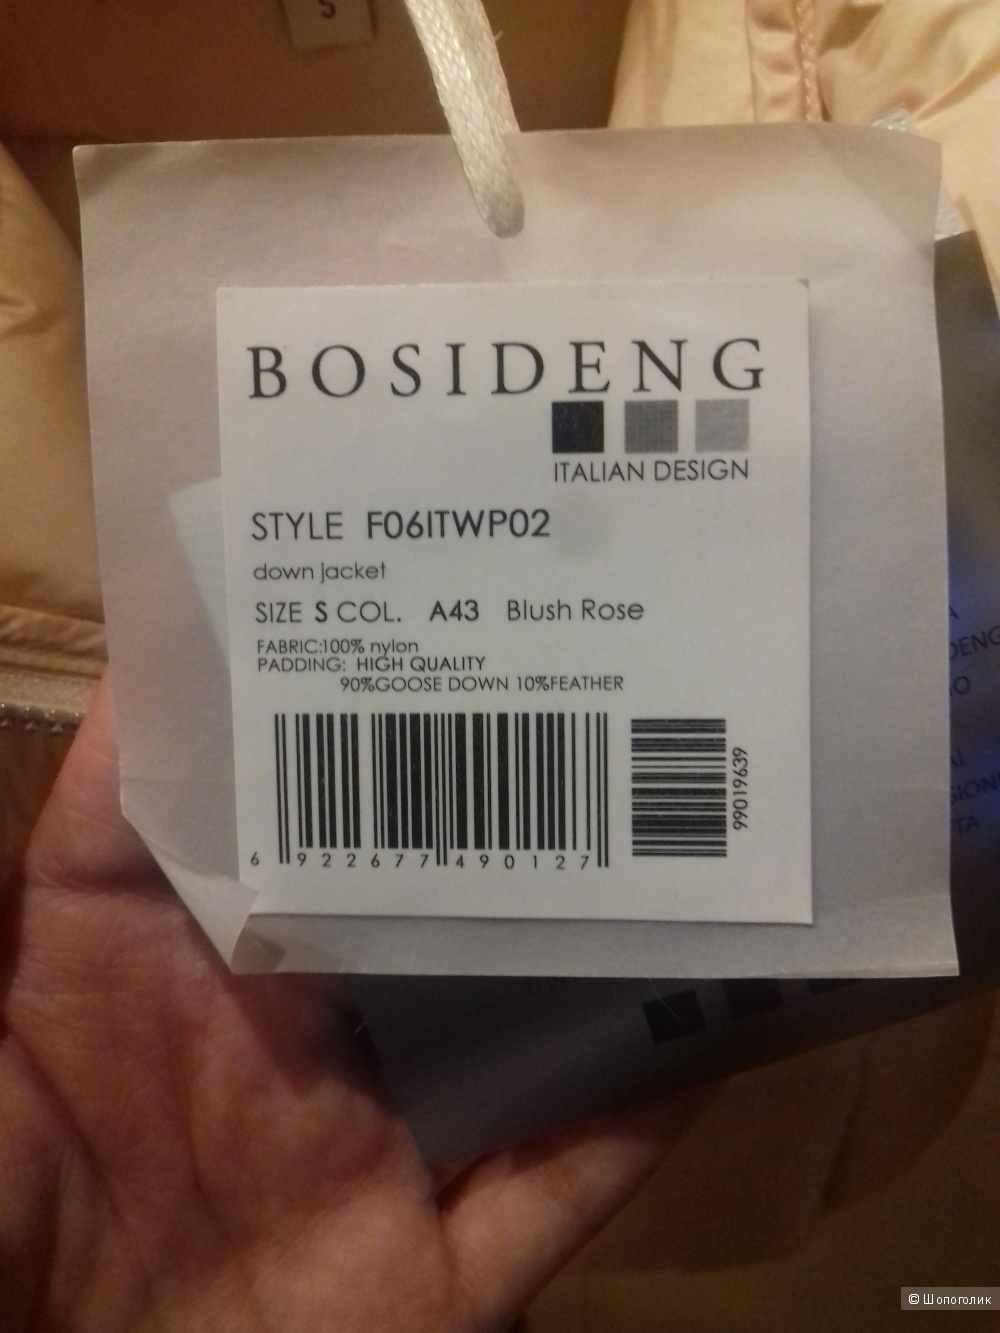 S
BOSIDENG
ITALIAN DESIGN
STYLE F06ITWP02
down jacket
SIZE S COL. A43 Blush Rose
FABRIC:100% nylon
PADDING: HIGH QUALITY
90%GOOSE DOWN 10%FEATHER
6 922677 490127
99019639
© Шопоголик